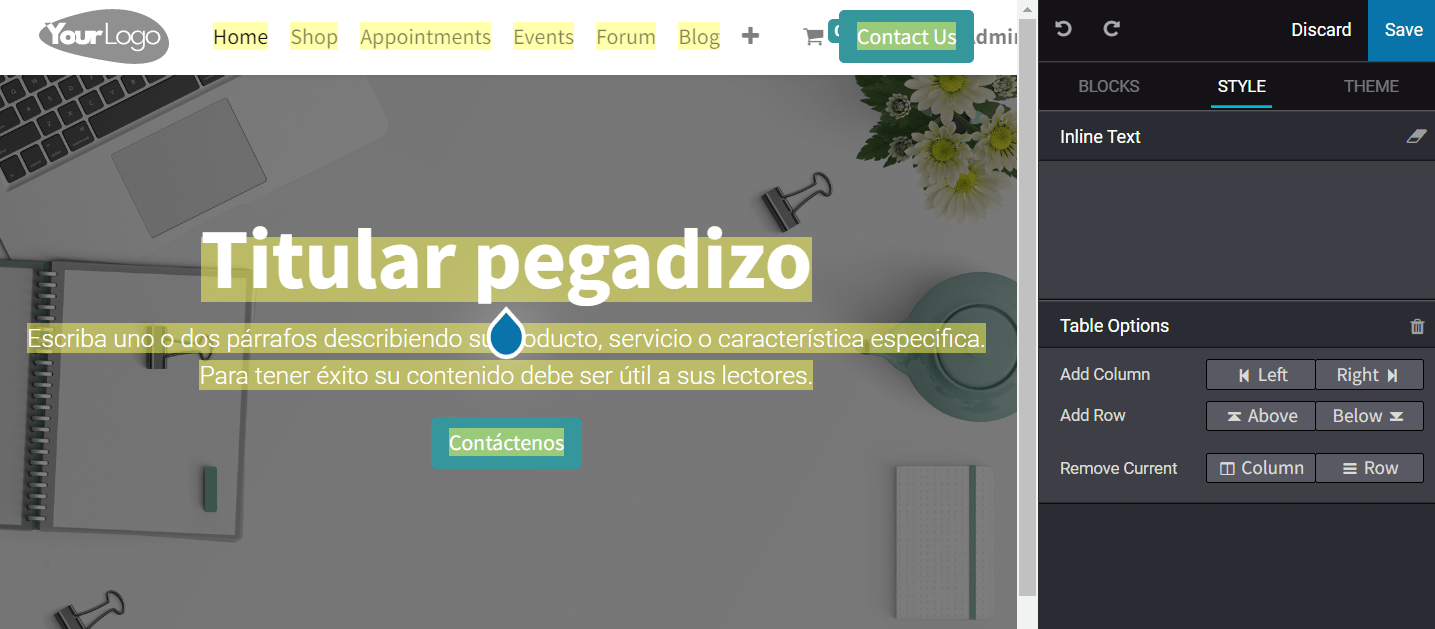 YourLogo
Home Shop Appointments Events Forum Blog Contact Us
Discard Save
BLOCKS STYLE THEME
Inline Text
Titular pegadizo
Escriba uno o dos párrafos describiendo su oducto, servicio o característica especifica.
Para tener éxito su contenido debe ser útil a sus lectores.
Contáctenos
Table Options
Add Column Left Right
Add Row Above Below
Remove Current Column Row